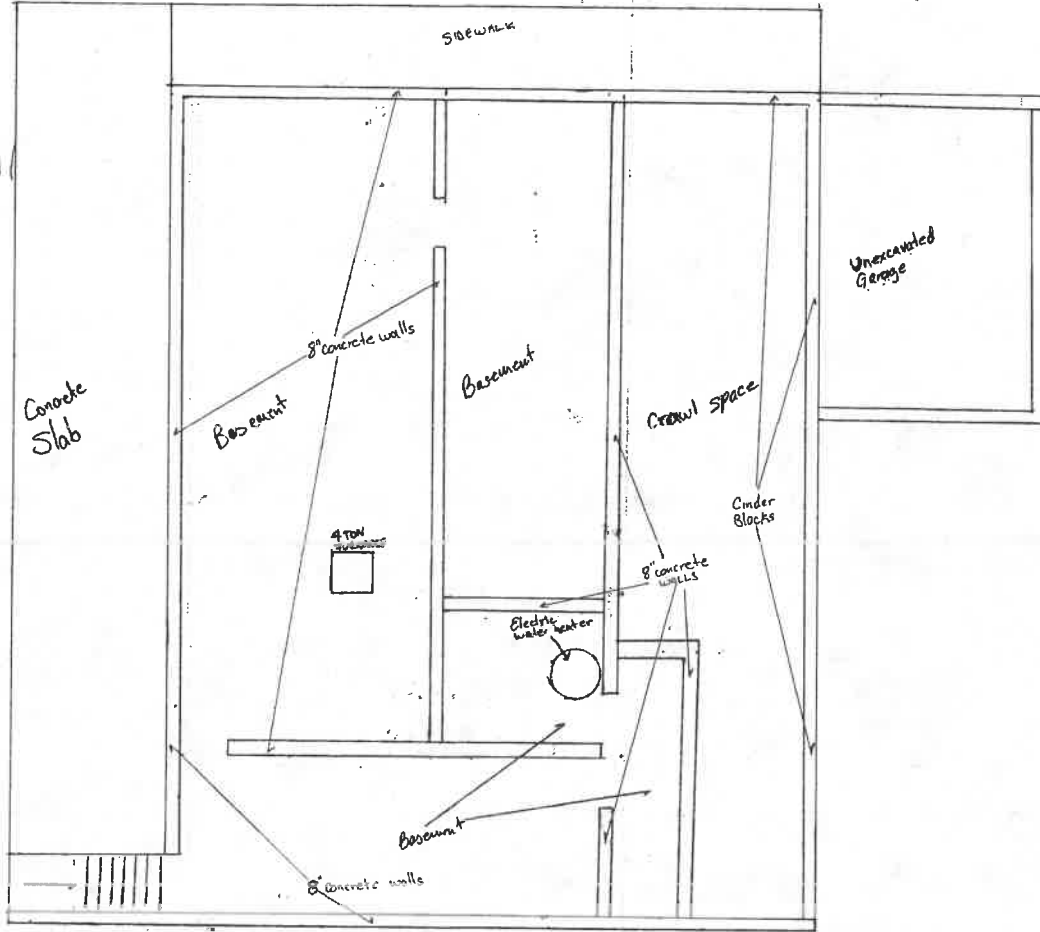 SIDEWALK
Unexcavated
Garage
8" concrete walls
Basement
Basement
Crawl space
Concrete
Slab
Cinder
Blocks
4 TON
8" concrete
WALLS
Electric
water heater
Basement
8" concrete walls